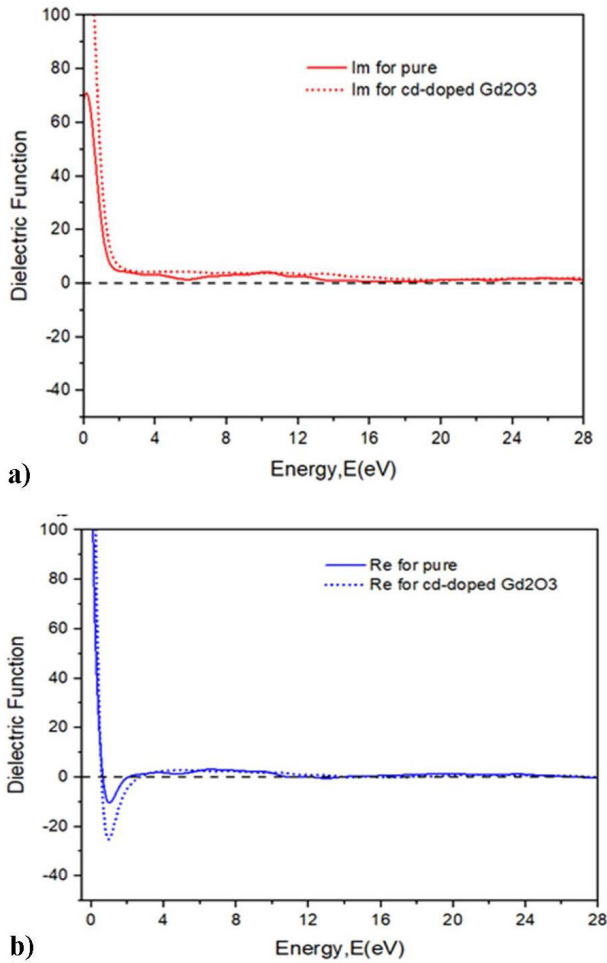 100
80
60
40
20
0
-20
-40
Dielectric Function
Im for pure
Im for cd-doped Gd2O3
0 4 8 12 16 20 24 28
Energy,E(eV)
a)
100
80
60
40
20
0
-20
-40
Dielectric Function
Re for pure
Re for cd-doped Gd2O3
0 4 8 12 16 20 24 28
Energy,E(eV)
b)